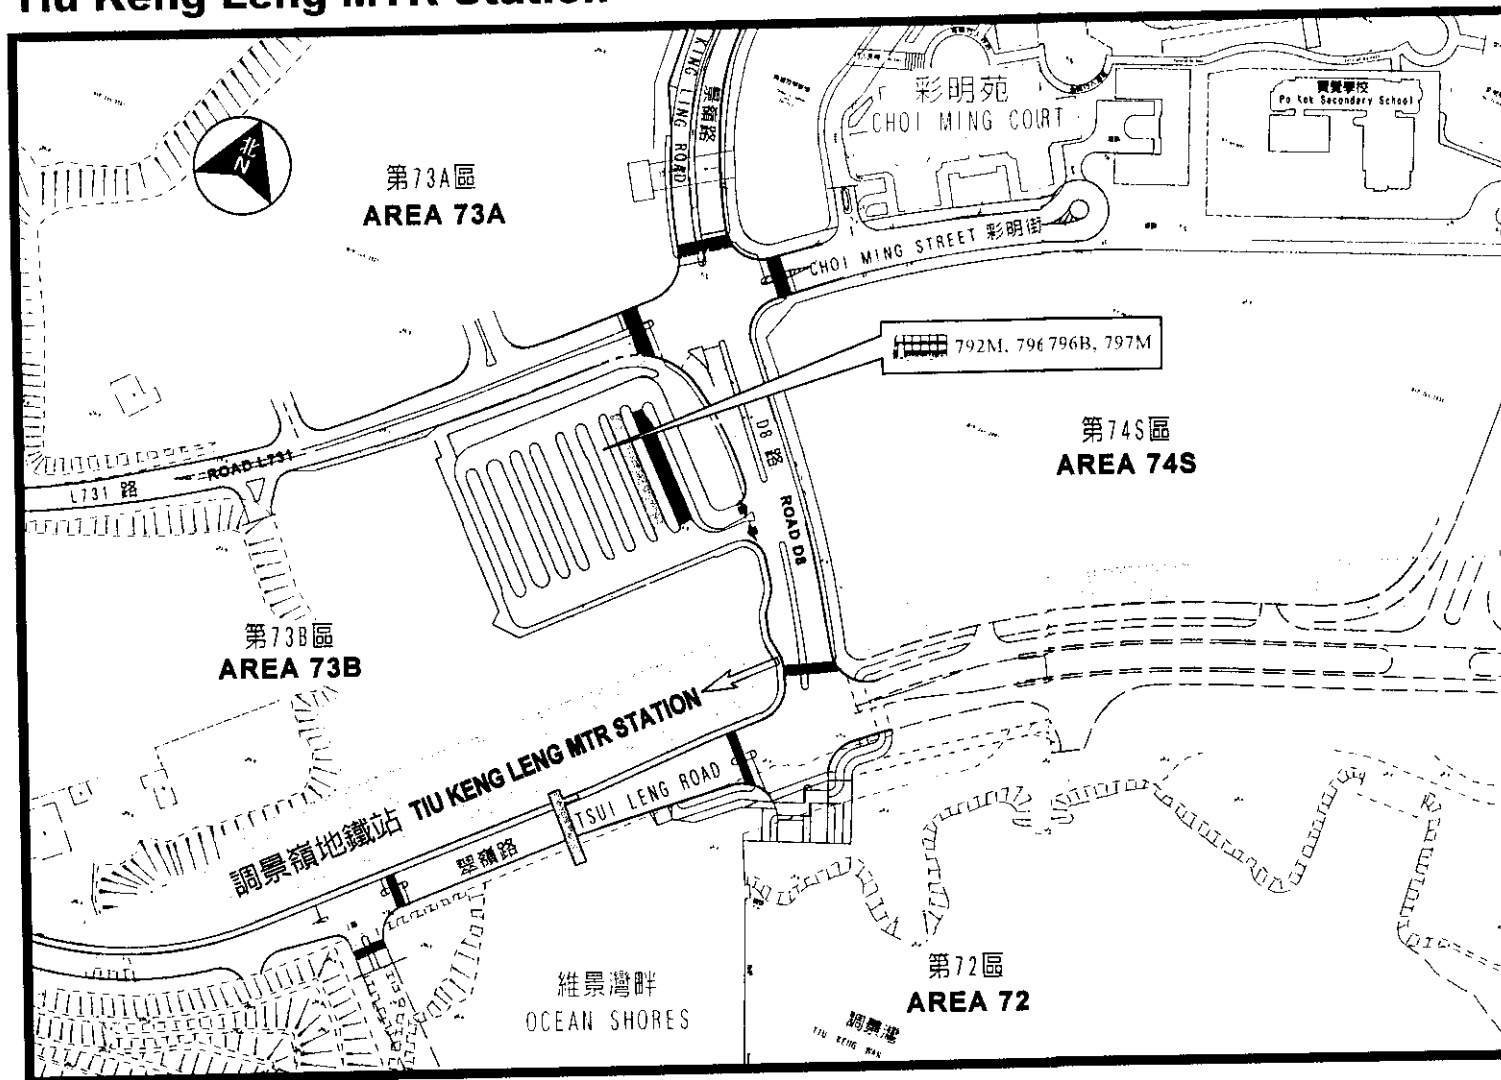 Tiu Keng Leng MTR Station
KING LING ROAD
景嶺路
彩明苑
CHOI MING COURT
寶覺學校
Po Kok Secondary School
北
N
第73A區
AREA 73A
CHOI MING STREET 彩明街
792M, 796 796B, 797M
第74S區
AREA 74S
D8 路
ROAD D8
ROAD L731
L731 路
第73B區
AREA 73B
調景嶺地鐵站 TIU KENG LENG MTR STATION
TSUI LENG ROAD
翠嶺路
維景灣畔
OCEAN SHORES
第72區
AREA 72
調景灣
TIU KENG WAN